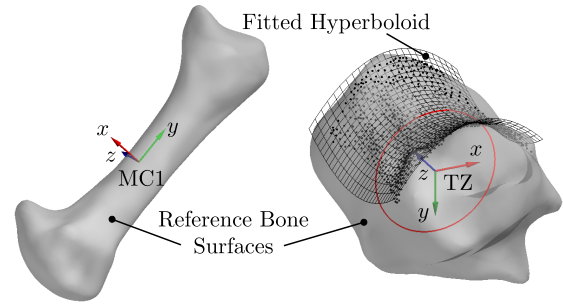 Fitted Hyperboloid
x
y
z
MC1
x
z
TZ
y
Reference Bone
Surfaces